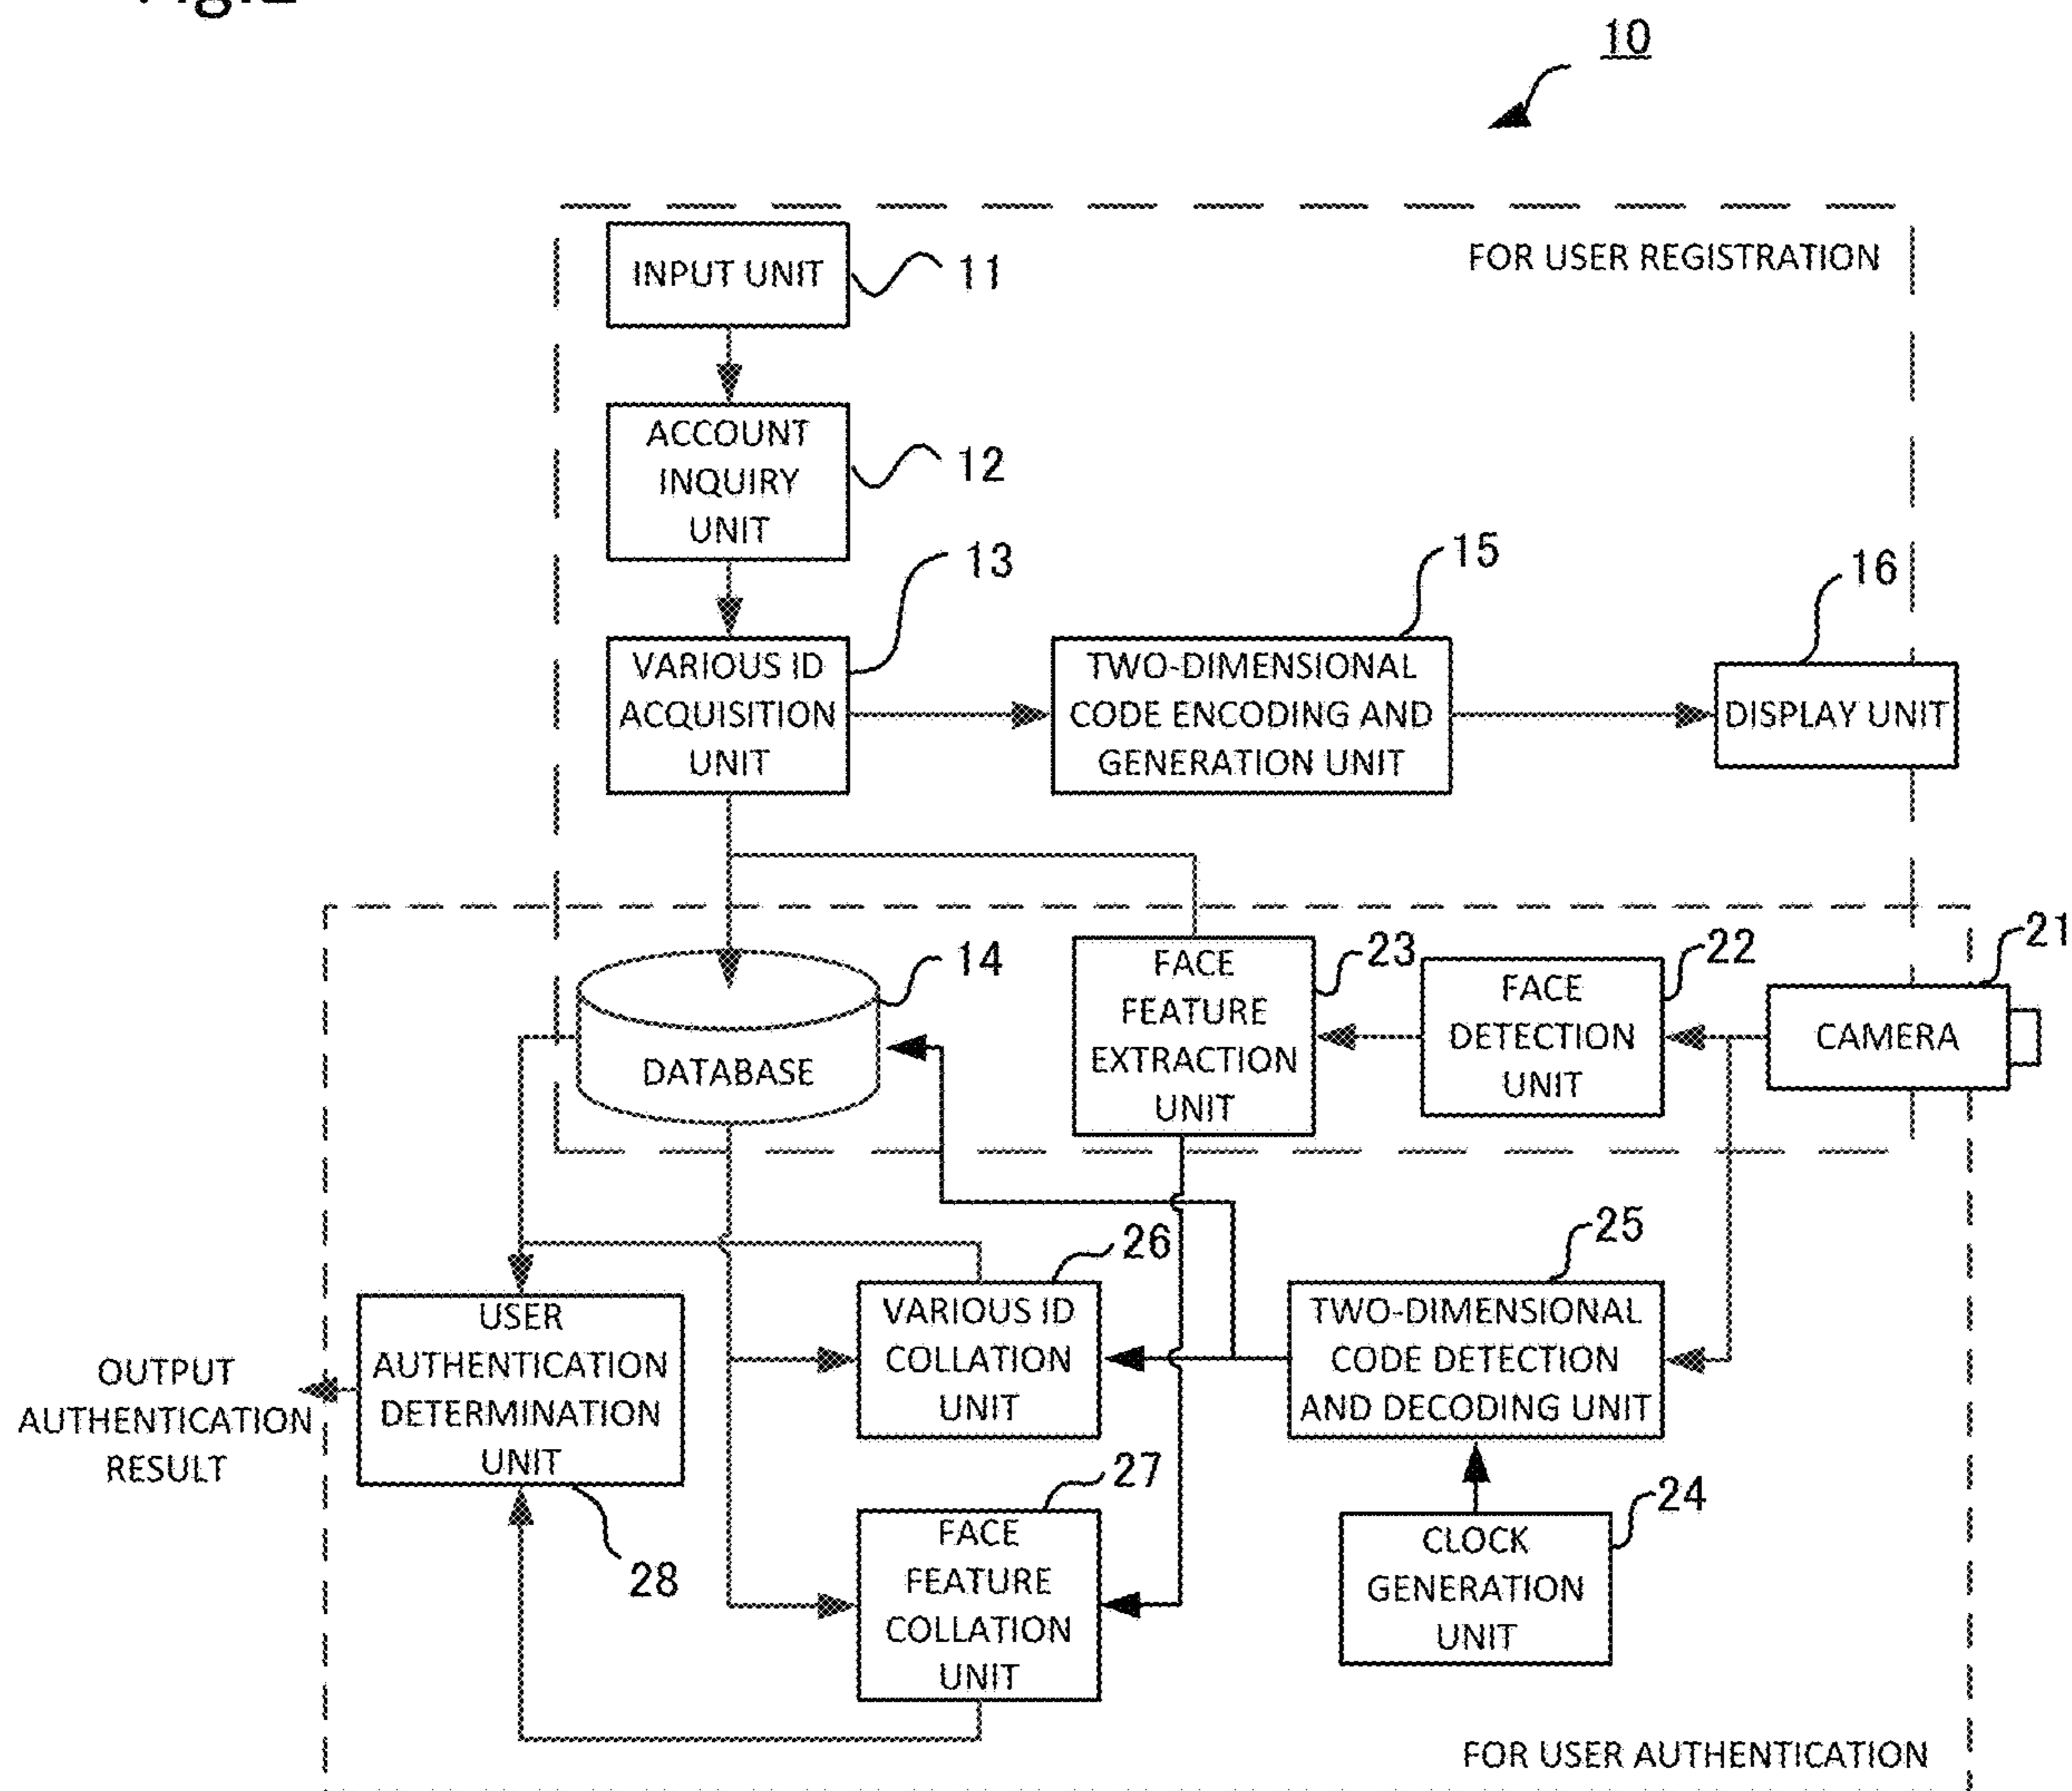 10
FOR USER REGISTRATION
INPUT UNIT
11
ACCOUNT
INQUIRY
UNIT
12
VARIOUS ID
ACQUISITION
UNIT
13
TWO-DIMENSIONAL
CODE ENCODING AND
GENERATION UNIT
15
DISPLAY UNIT
16
DATABASE
14
FACE
FEATURE
EXTRACTION
UNIT
23
FACE
DETECTION
UNIT
22
CAMERA
21
USER
AUTHENTICATION
DETERMINATION
UNIT
28
OUTPUT
AUTHENTICATION
RESULT
VARIOUS ID
COLLATION
UNIT
26
TWO-DIMENSIONAL
CODE DETECTION
AND DECODING UNIT
25
FACE
FEATURE
COLLATION
UNIT
27
CLOCK
GENERATION
UNIT
24
FOR USER AUTHENTICATION